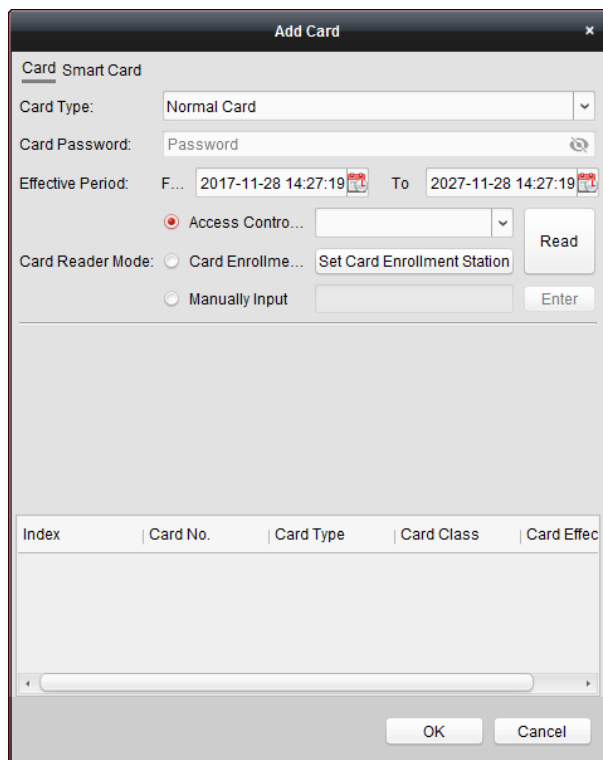 Add Card
Card Smart Card
Card Type: Normal Card
Card Password: Password
Effective Period: F... 2017-11-28 14:27:19 To 2027-11-28 14:27:19
Access Contro...
Read
Card Reader Mode: Card Enrollme... Set Card Enrollment Station
Manually Input Enter
Index Card No. Card Type Card Class Card Effec
OK Cancel